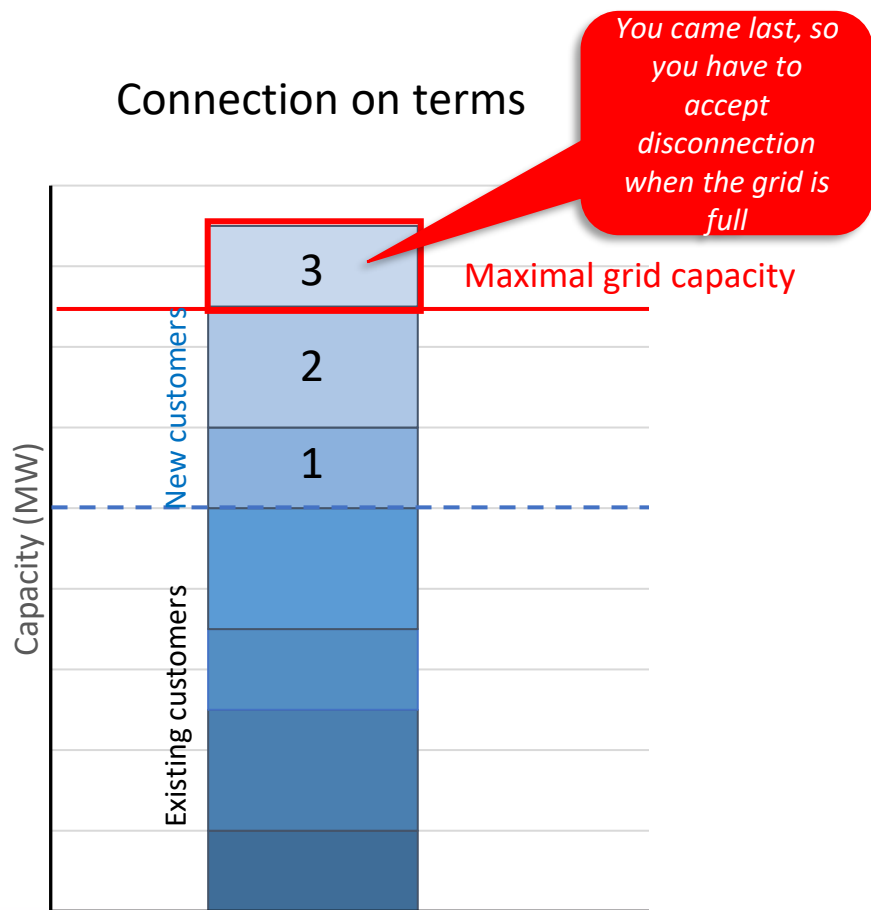 You came last, so
you have to
accept
disconnection
when the grid is
full
Connection on terms
3
Maximal grid capacity
2
1
New customers
Capacity (MW)
Existing customers